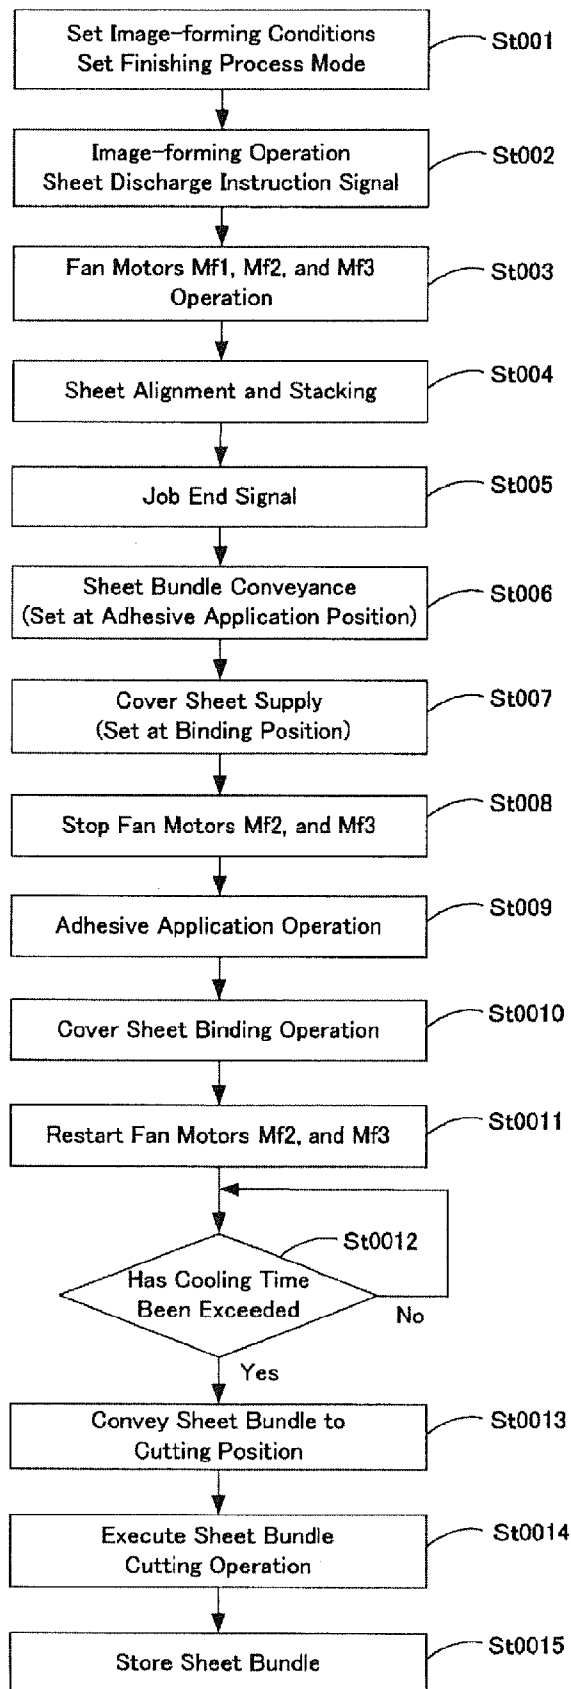 Set Image-forming Conditions
Set Finishing Process Mode
St001
Image-forming Operation
Sheet Discharge Instruction Signal
St002
Fan Motors Mf1, Mf2, and Mf3
Operation
St003
Sheet Alignment and Stacking
St004
Job End Signal
St005
Sheet Bundle Conveyance
(Set at Adhesive Application Position)
St006
Cover Sheet Supply
(Set at Binding Position)
St007
Stop Fan Motors Mf2, and Mf3
St008
Adhesive Application Operation
St009
Cover Sheet Binding Operation
St0010
Restart Fan Motors Mf2, and Mf3
St0011
St0012
Has Cooling Time
Been Exceeded
No
Yes
Convey Sheet Bundle to
Cutting Position
St0013
Execute Sheet Bundle
Cutting Operation
St0014
Store Sheet Bundle
St0015